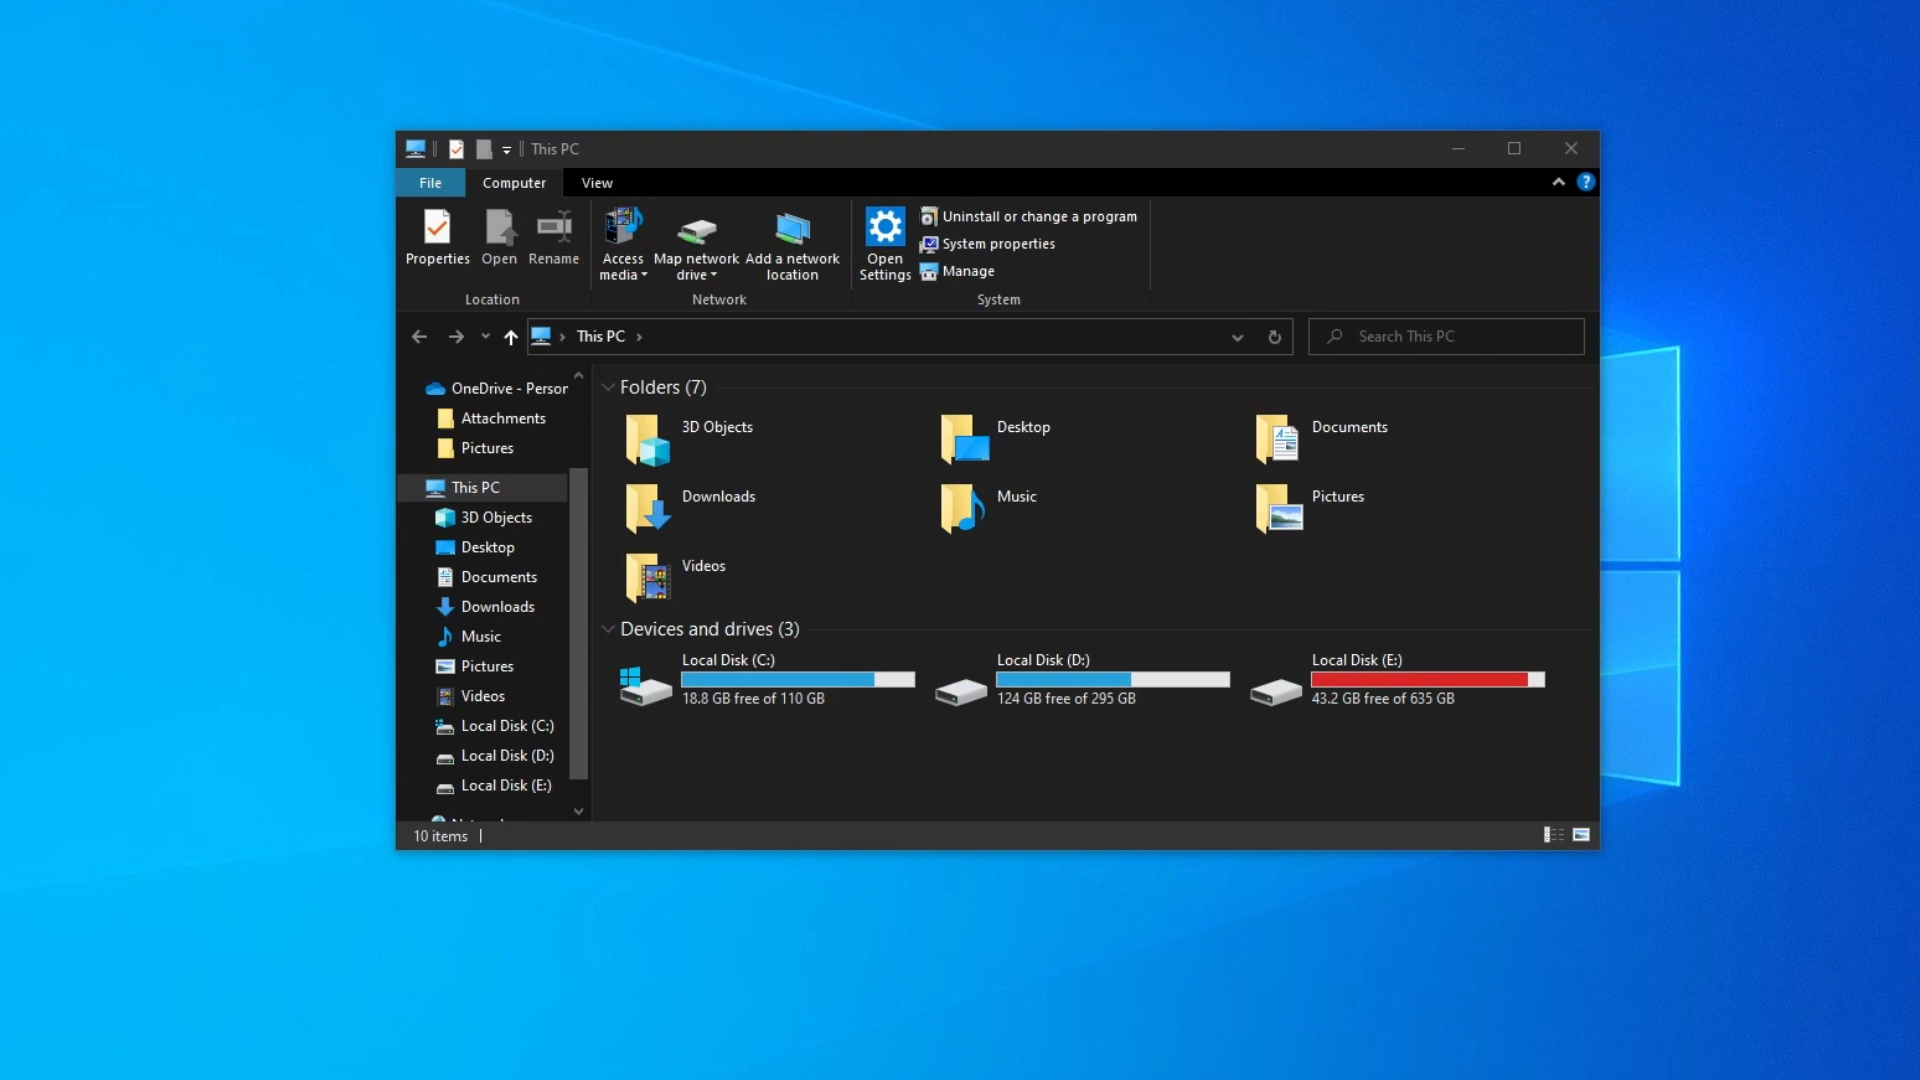 This PC
File
Computer
View
Properties
Open
Rename
Access media
Map network drive
Add a network location
Open Settings
Uninstall or change a program
System properties
Manage
Location
Network
System
This PC
Search This PC
OneDrive - Person
Attachments
Pictures
This PC
3D Objects
Desktop
Documents
Downloads
Music
Pictures
Videos
Local Disk (C:)
Local Disk (D:)
Local Disk (E:)
Folders (7)
3D Objects
Desktop
Documents
Downloads
Music
Pictures
Videos
Devices and drives (3)
Local Disk (C:)
18.8 GB free of 110 GB
Local Disk (D:)
124 GB free of 295 GB
Local Disk (E:)
43.2 GB free of 635 GB
10 items